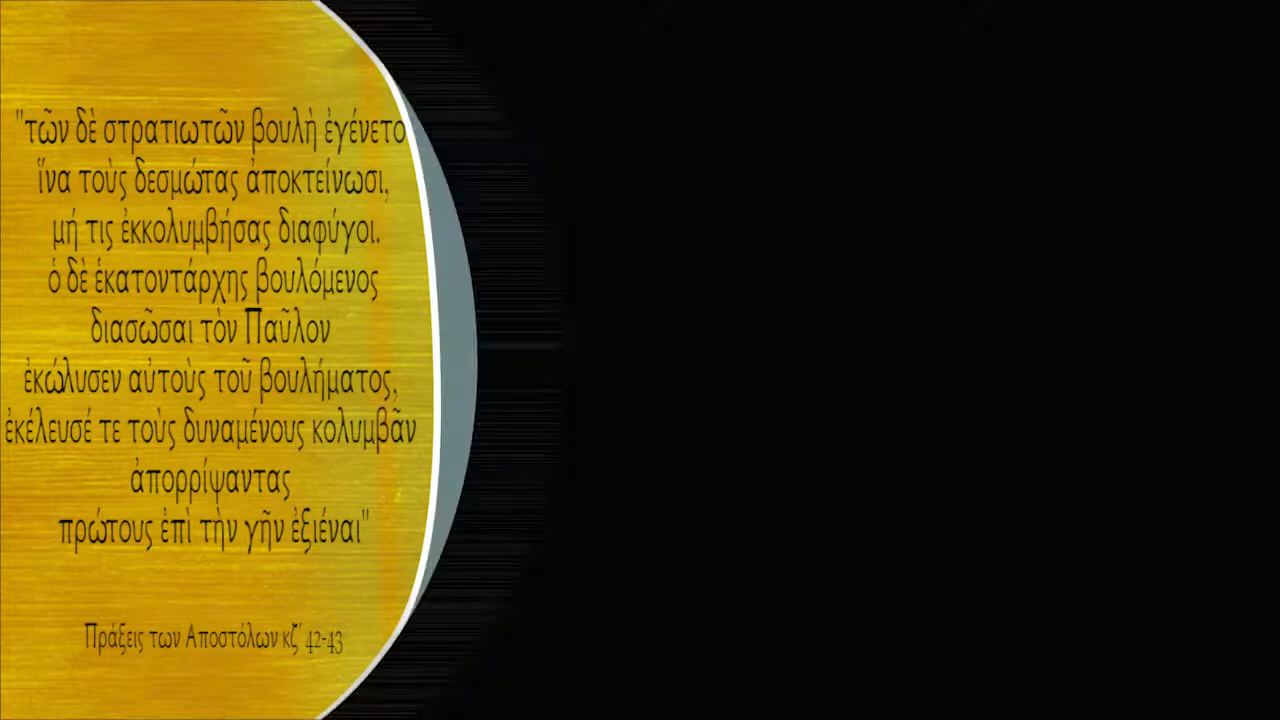 "τῶν δὲ στρατιωτῶν βουλὴ ἐγένετο
ἵνα τοὺς δεσμώτας ἀποκτείνωσι,
μή τις ἐκκολυμβήσας διαφύγοι.
ὁ δὲ ἑκατοντάρχης βουλόμενος
διασῶσαι τὸν Παῦλον
ἐκώλυσεν αὐτοὺς τοῦ βουλήματος,
ἐκέλευσέ τε τοὺς δυναμένους κολυμβᾶν
ἀπορρίψαντας
πρώτους ἐπὶ τὴν γῆν ἐξιέναι"
Πράξεις των Αποστόλων κζ΄ 42-43